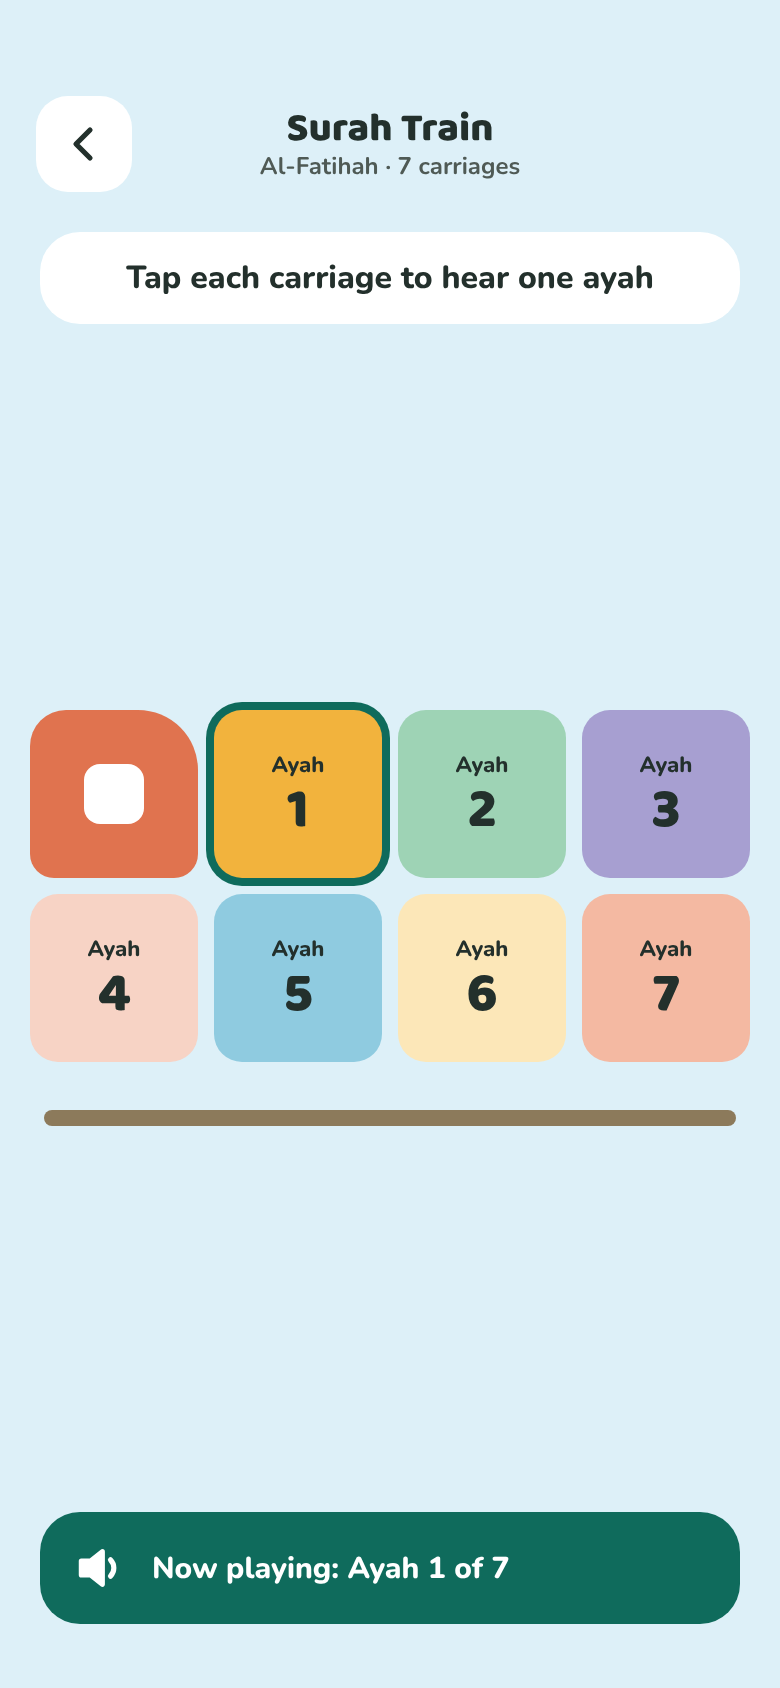 Surah Train
Al-Fatihah · 7 carriages
Tap each carriage to hear one ayah
Ayah
1
Ayah
2
Ayah
3
Ayah
4
Ayah
5
Ayah
6
Ayah
7
Now playing: Ayah 1 of 7